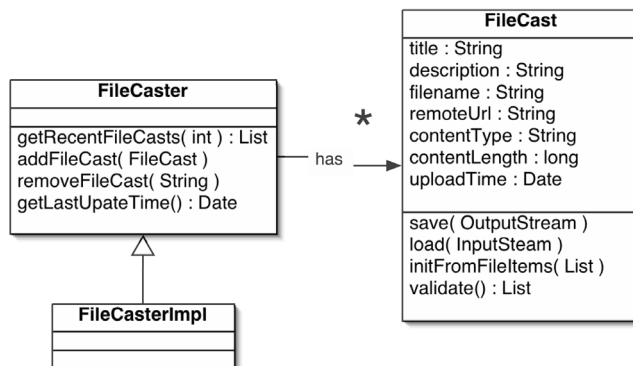 FileCaster
getRecentFileCasts( int ) : List
addFileCast( FileCast )
removeFileCast( String )
getLastUpateTime() : Date
FileCasterImpl
has
*
FileCast
title : String
description : String
filename : String
remoteUrl : String
contentType : String
contentLength : long
uploadTime : Date
save( OutputStream )
load( InputSteam )
initFromFileItems( List )
validate() : List